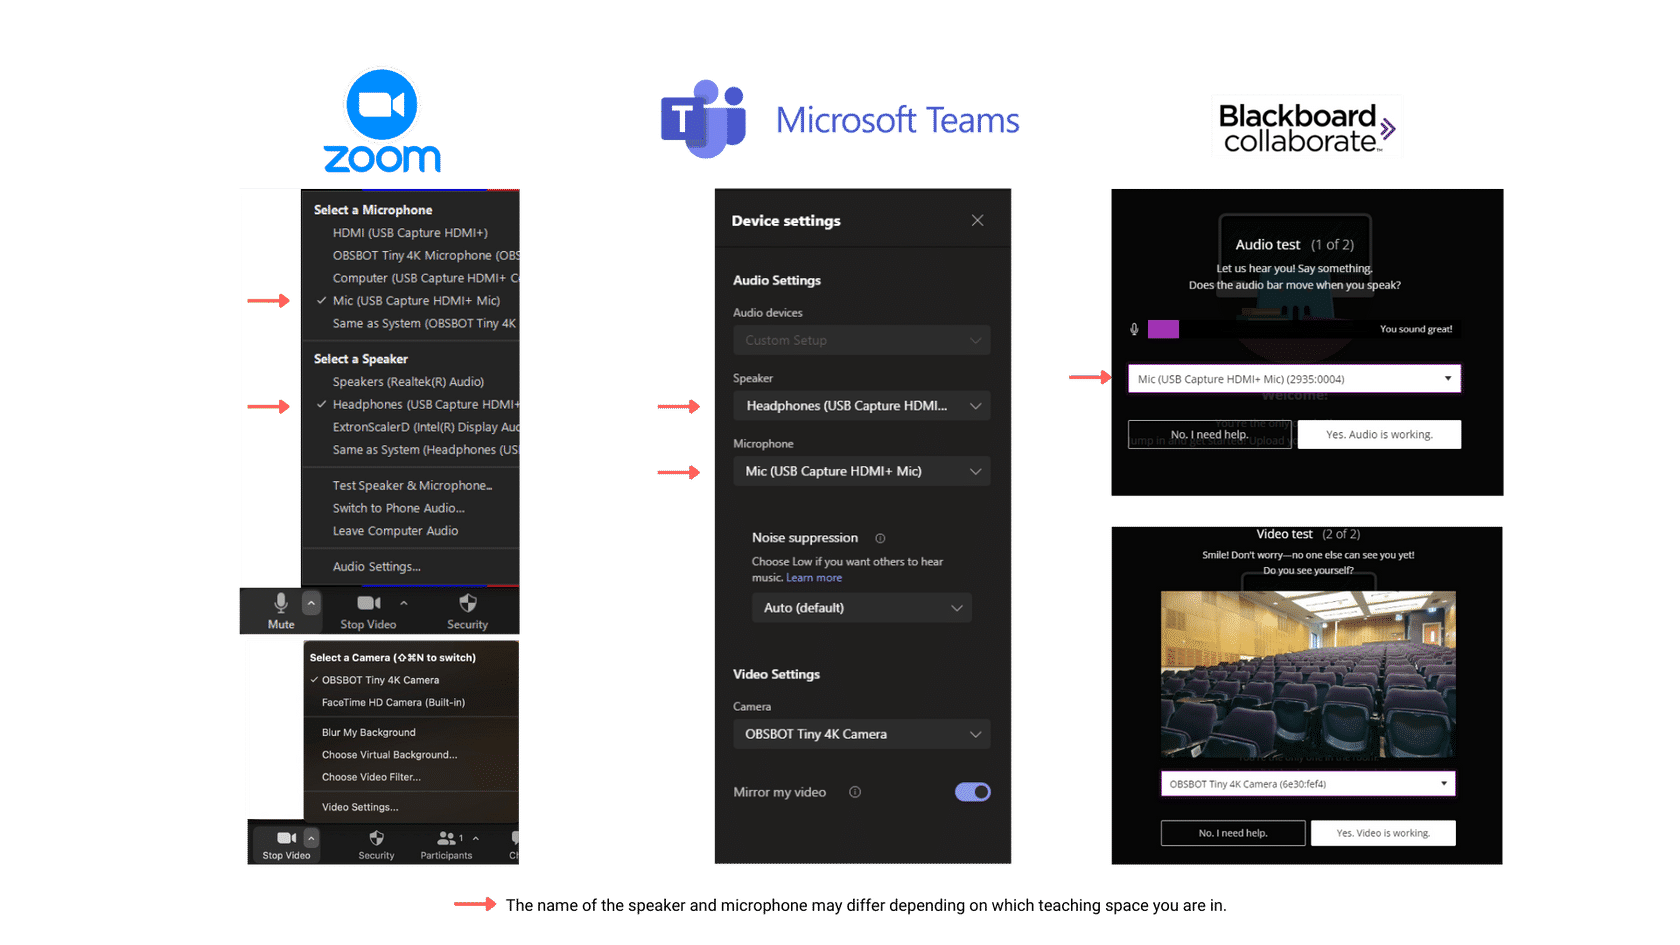 zoom
Select a Microphone
HDMI (USB Capture HDMI+)
OBSBOT Tiny 4K Microphone (OBS
Computer (USB Capture HDMI+ C
✓ Mic (USB Capture HDMI+ Mic)
Same as System (OBSBOT Tiny 4K
Select a Speaker
Speakers (Realtek(R) Audio)
✓ Headphones (USB Capture HDMI+
ExtronScalerD (Intel(R) Display Au
Same as System (Headphones (US
Test Speaker & Microphone...
Switch to Phone Audio...
Leave Computer Audio
Audio Settings...
Mute
Stop Video
Security
Select a Camera (⇧⌘N to switch)
✓ OBSBOT Tiny 4K Camera
FaceTime HD Camera (Built-in)
Blur My Background
Choose Virtual Background...
Choose Video Filter...
Video Settings...
1
Stop Video
Security
Participants
Microsoft Teams
Device settings
Audio Settings
Audio devices
Custom Setup
Speaker
Headphones (USB Capture HDMI...
Microphone
Mic (USB Capture HDMI+ Mic)
Noise suppression
Choose Low if you want others to hear
music. Learn more
Auto (default)
Video Settings
Camera
OBSBOT Tiny 4K Camera
Mirror my video
Blackboard
collaborate™
Audio test (1 of 2)
Let us hear you! Say something.
Does the audio bar move when you speak?
You sound great!
Mic (USB Capture HDMI+ Mic) (2935:0004)
Welcome!
No. I need help.
Yes. Audio is working.
Video test (2 of 2)
Smile! Don't worry—no one else can see you yet!
Do you see yourself?
OBSBOT Tiny 4K Camera (6e30:fef4)
No. I need help.
Yes. Video is working.
The name of the speaker and microphone may differ depending on which teaching space you are in.